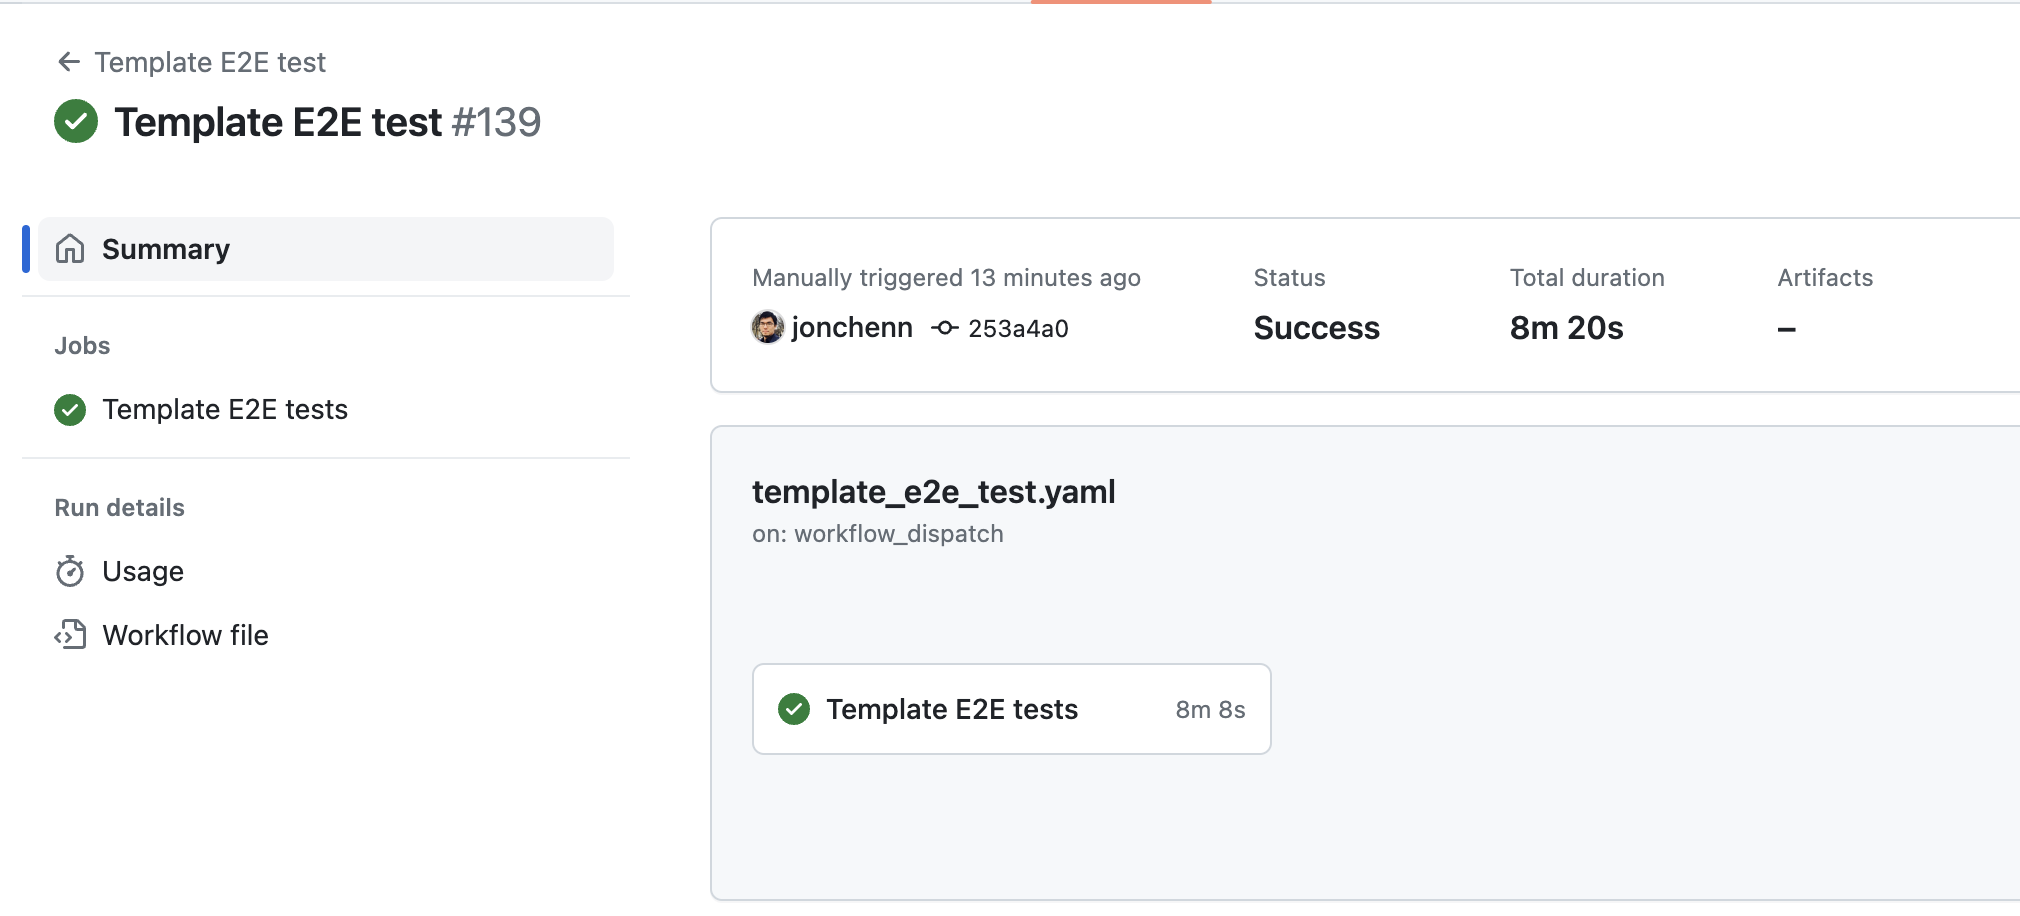 Template E2E test
Template E2E test #139
Summary
Jobs
Template E2E tests
Run details
Usage
Workflow file
Manually triggered 13 minutes ago
jonchenn 253a4a0
Status
Success
Total duration
8m 20s
Artifacts
–
template_e2e_test.yaml
on: workflow_dispatch
Template E2E tests 8m 8s